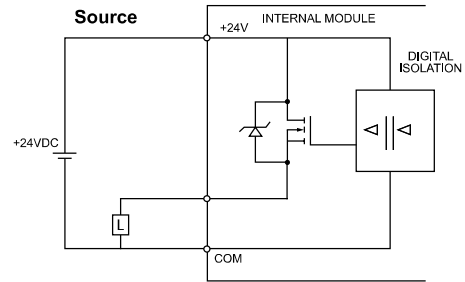 Source
INTERNAL MODULE
+24V
DIGITAL
ISOLATION
+24VDC
L
COM